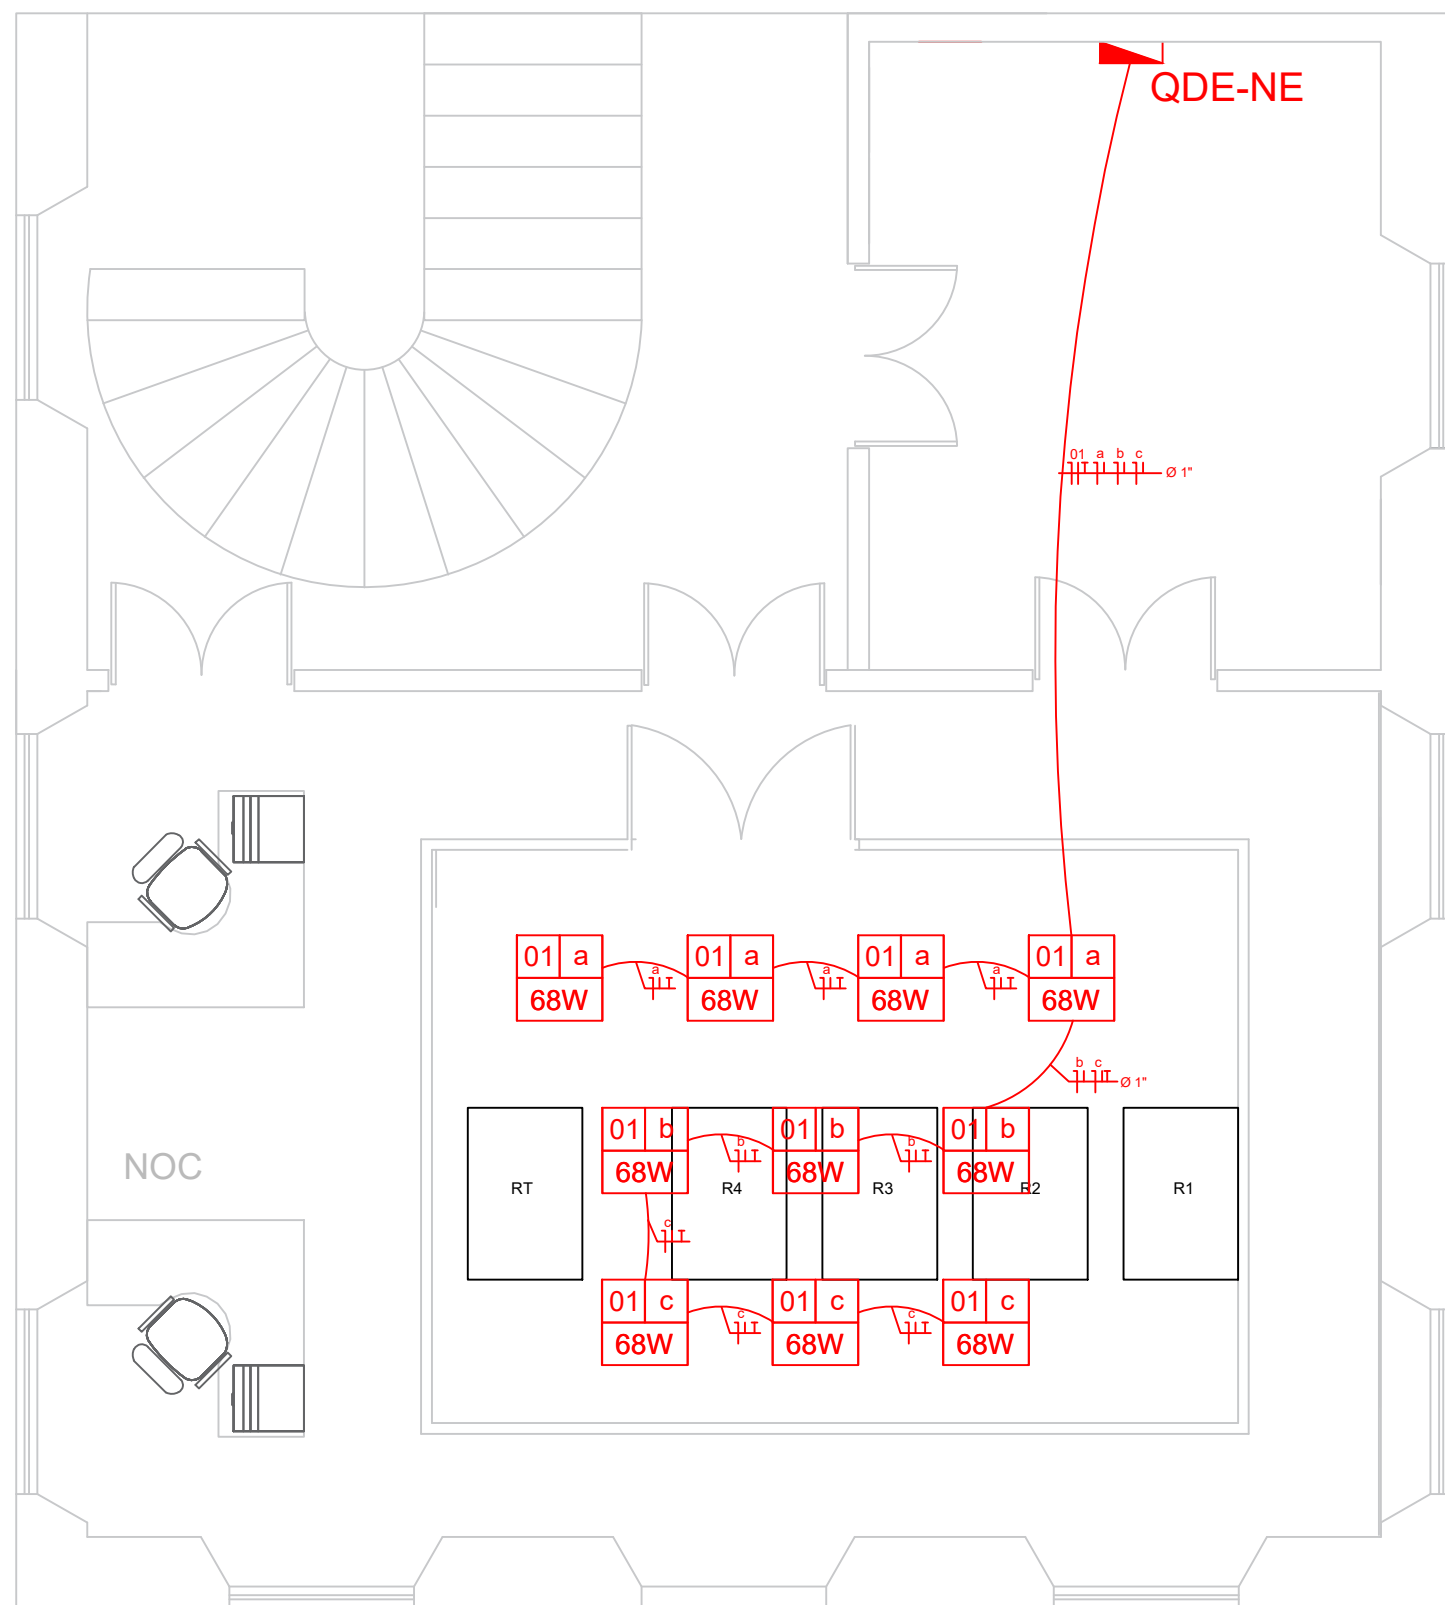 QDE-NE
01 a b c
Ø 1"
01 a 01 a 01 a 01 a
a a a
68W 68W 68W 68W
b c
Ø 1"
01 b 01 b 01 b
b b
68W 68W 68W
NOC
RT R4 R3 R2 R1
c
01 c 01 c 01 c
c c
68W 68W 68W